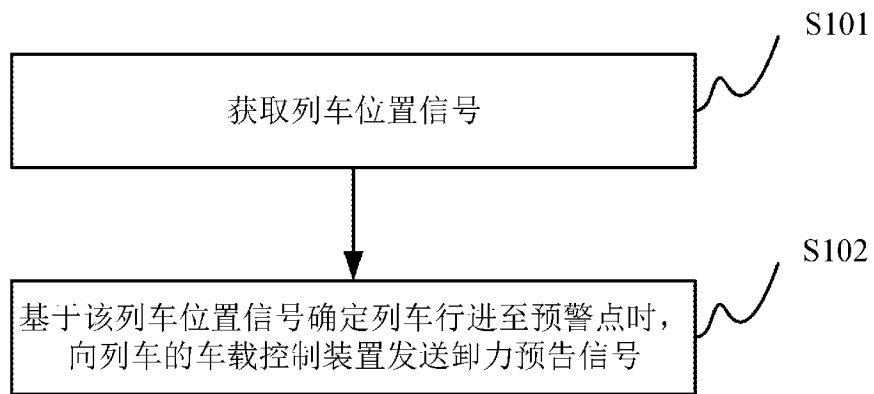 S101
获取列车位置信号
S102
基于该列车位置信号确定列车行进至预警点时，
向列车的车载控制装置发送卸力预告信号